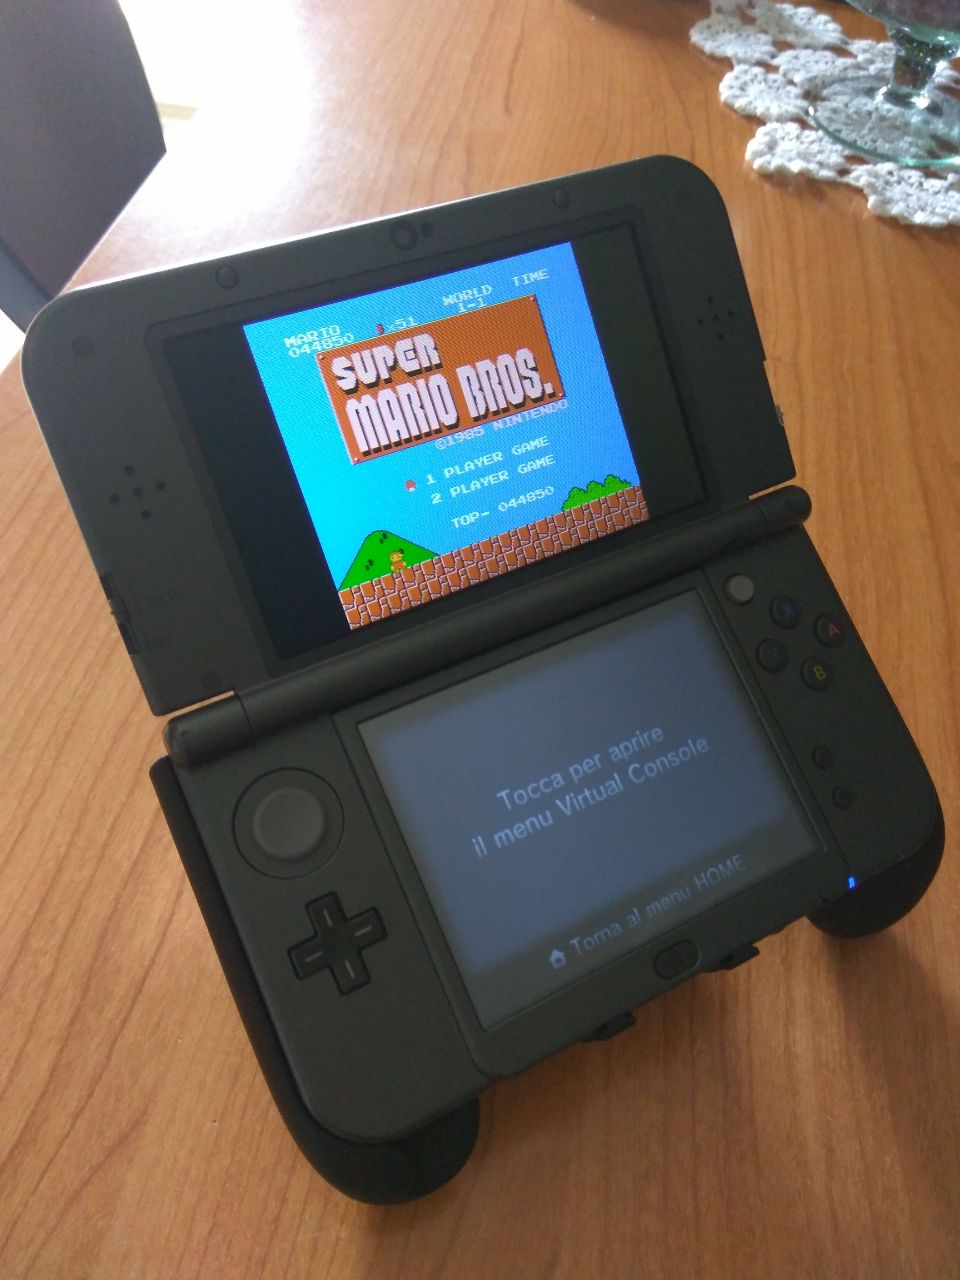 MARIO WORLD TIME
044850 x51 1-1
SUPER
MARIO BROS.
©1985 NINTENDO
1 PLAYER GAME
2 PLAYER GAME
TOP- 044850
X
Y
A
B
Tocca per aprire
il menu Virtual Console
Torna al menu HOME